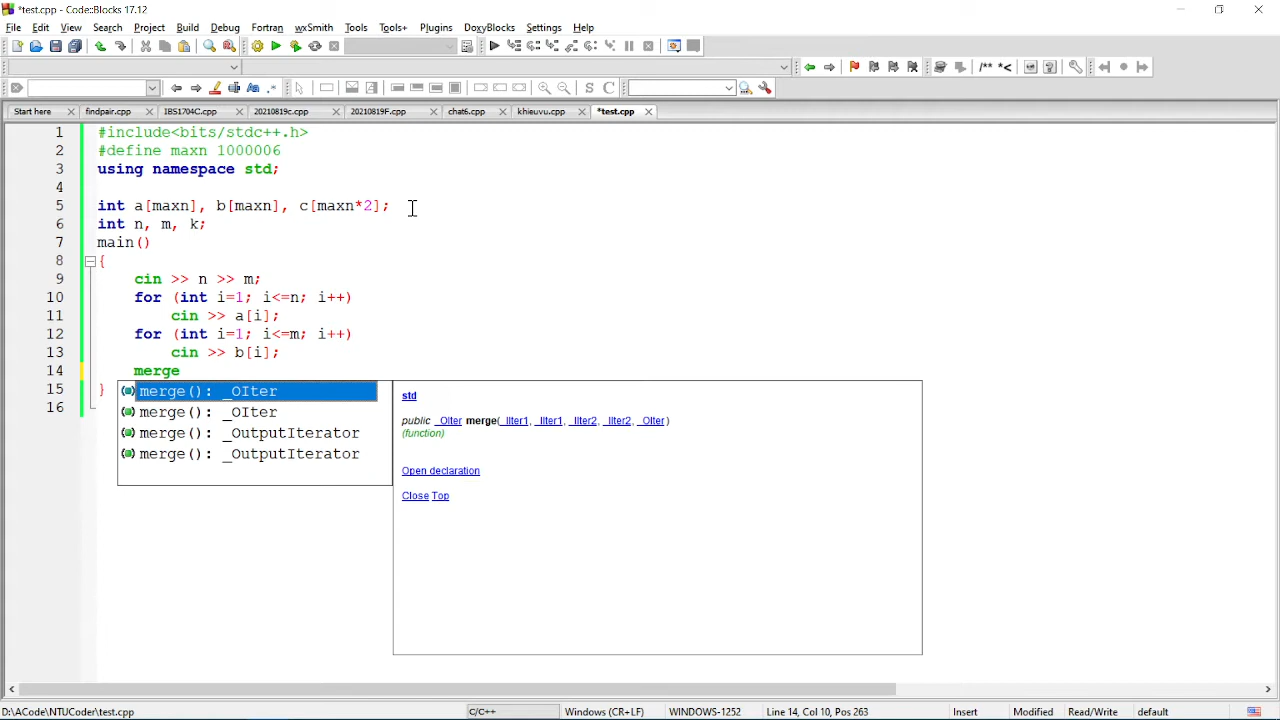 *test.cpp - Code::Blocks 17.12
File Edit View Search Project Build Debug Fortran wxSmith Tools Tools+ Plugins DoxyBlocks Settings Help
/** *<
S C
Start here findpair.cpp IBS1704C.cpp 20210819c.cpp 20210819F.cpp chat6.cpp khieuvu.cpp *test.cpp
1 #include<bits/stdc++.h>
2 #define maxn 1000006
3 using namespace std;
4
5 int a[maxn], b[maxn], c[maxn*2];
6 int n, m, k;
7 main()
8 {
9 cin >> n >> m;
10 for (int i=1; i<=n; i++)
11 cin >> a[i];
12 for (int i=1; i<=m; i++)
13 cin >> b[i];
14 merge
15 }
16
merge(): _OIter
merge(): _OIter
merge(): _OutputIterator
merge(): _OutputIterator
std
public _OIter merge(_IIter1, _IIter1, _IIter2, _IIter2, _OIter )
(function)
Open declaration
Close Top
D:\ACode\NTUCoder\test.cpp C/C++ Windows (CR+LF) WINDOWS-1252 Line 14, Col 10, Pos 263 Insert Modified Read/Write default